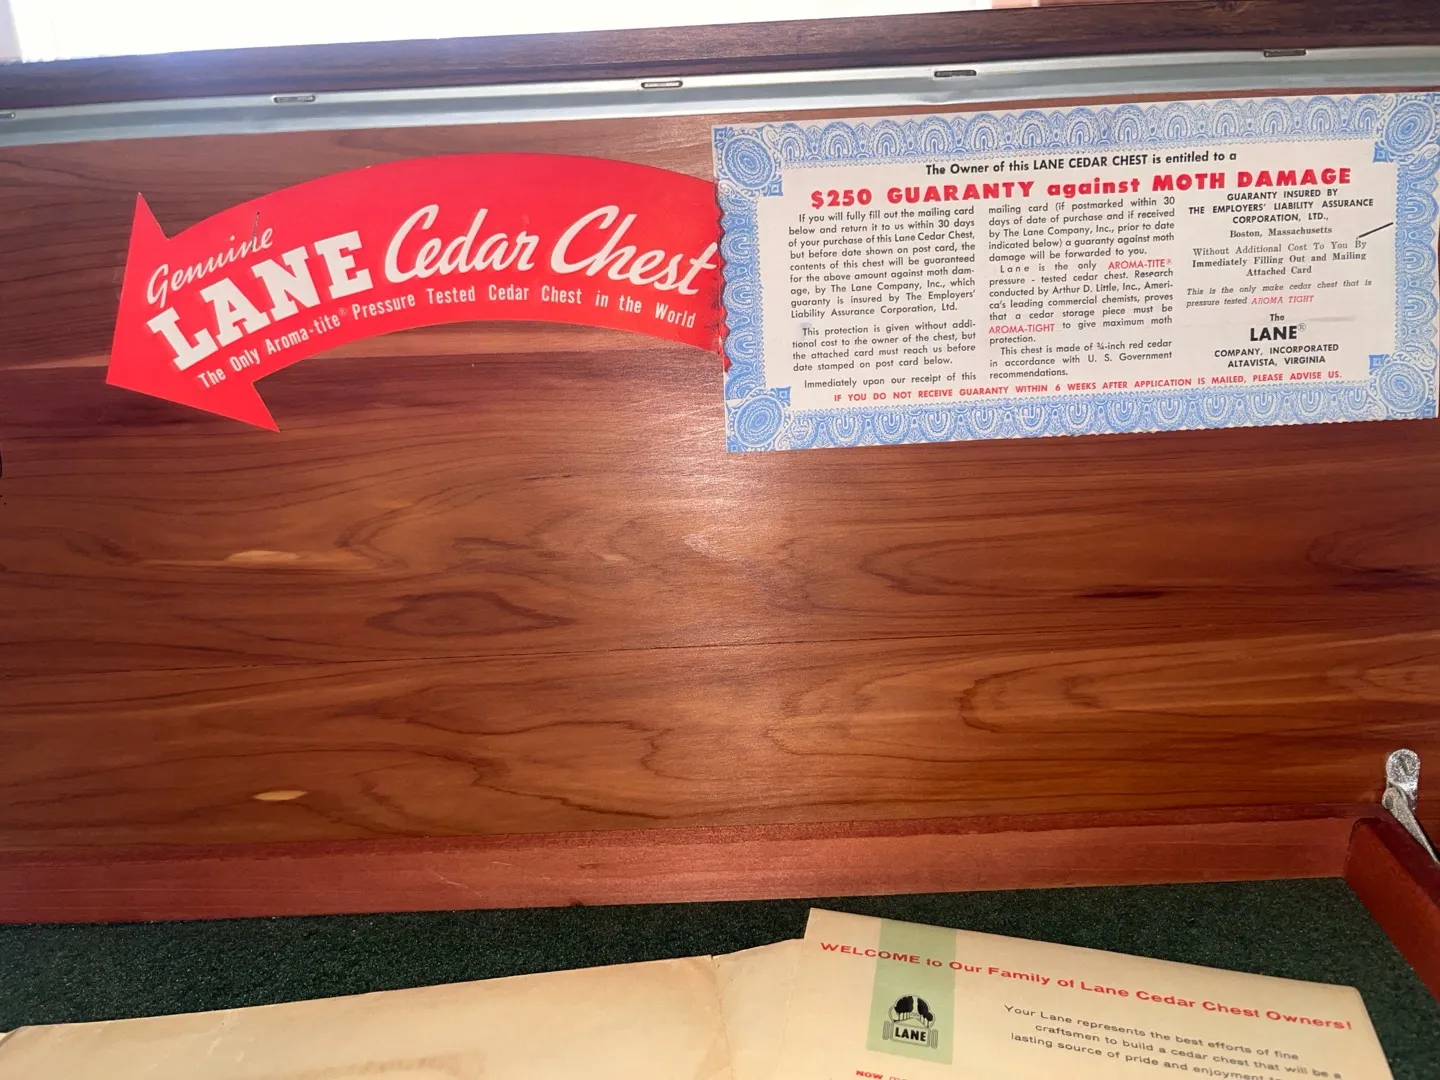 Genuine
LANE Cedar Chest
The Only Aroma-tite® Pressure Tested Cedar Chest in the World
The Owner of this LANE CEDAR CHEST is entitled to a
$250 GUARANTY against MOTH DAMAGE
If you will fully fill out the mailing card
below and return it to us within 30 days
of your purchase of this Lane Cedar Chest,
but before date shown on post card, the
contents of this chest will be guaranteed
for the above amount against moth dam-
age, by The Lane Company, Inc., which
guaranty is insured by The Employers'
Liability Assurance Corporation, Ltd.
This protection is given without addi-
tional cost to the owner of the chest, but
the attached card must reach us before
date stamped on post card below.
Immediately upon our receipt of this
mailing card (if postmarked within 30
days of date of purchase and if received
by The Lane Company, Inc., prior to date
indicated below) a guaranty against moth
damage will be forwarded to you.
Lane is the only AROMA-TITE®
pressure - tested cedar chest. Research
conducted by Arthur D. Little, Inc., Ameri-
ca's leading commercial chemists, proves
that a cedar storage piece must be
AROMA-TIGHT to give maximum moth
protection.
This chest is made of ¾-inch red cedar
in accordance with U. S. Government
recommendations.
GUARANTY INSURED BY
THE EMPLOYERS' LIABILITY ASSURANCE
CORPORATION, LTD.,
Boston, Massachusetts
Without Additional Cost To You By
Immediately Filling Out and Mailing
Attached Card
This is the only make cedar chest that is
pressure tested AROMA TIGHT
The
LANE®
COMPANY, INCORPORATED
ALTAVISTA, VIRGINIA
IF YOU DO NOT RECEIVE GUARANTY WITHIN 6 WEEKS AFTER APPLICATION IS MAILED, PLEASE ADVISE US.
WELCOME to Our Family of Lane Cedar Chest Owners!
LANE
Your Lane represents the best efforts of fine
craftsmen to build a cedar chest that will be a
lasting source of pride and enjoyment
NOW